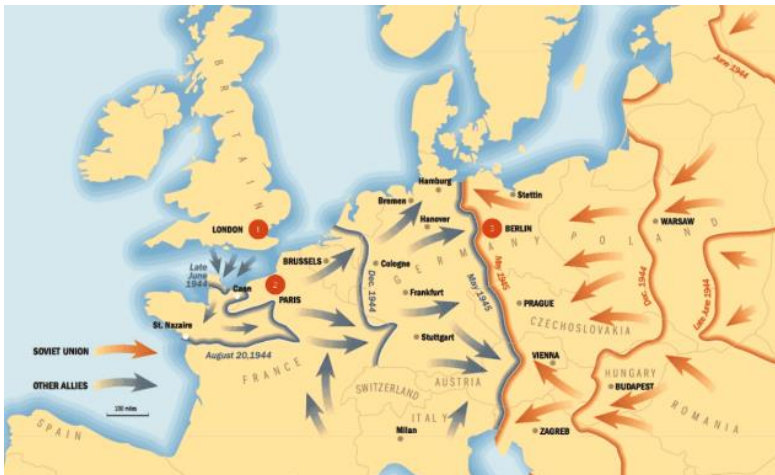 BRITAIN
June 1944
Hamburg
Stettin
Bremen
LONDON
1
Hanover
3
BERLIN
WARSAW
POLAND
GERMANY
BRUSSELS
Cologne
Late
June
1944
Caen
2
PARIS
Dec. 1944
May 1945
May 1945
Dec. 1944
Late June 1944
Frankfurt
PRAGUE
St. Nazaire
CZECHOSLOVAKIA
Stuttgart
SOVIET UNION
August 20,1944
VIENNA
FRANCE
HUNGARY
OTHER ALLIES
SWITZERLAND
AUSTRIA
BUDAPEST
100 miles
ITALY
ROMANIA
SPAIN
Milan
ZAGREB